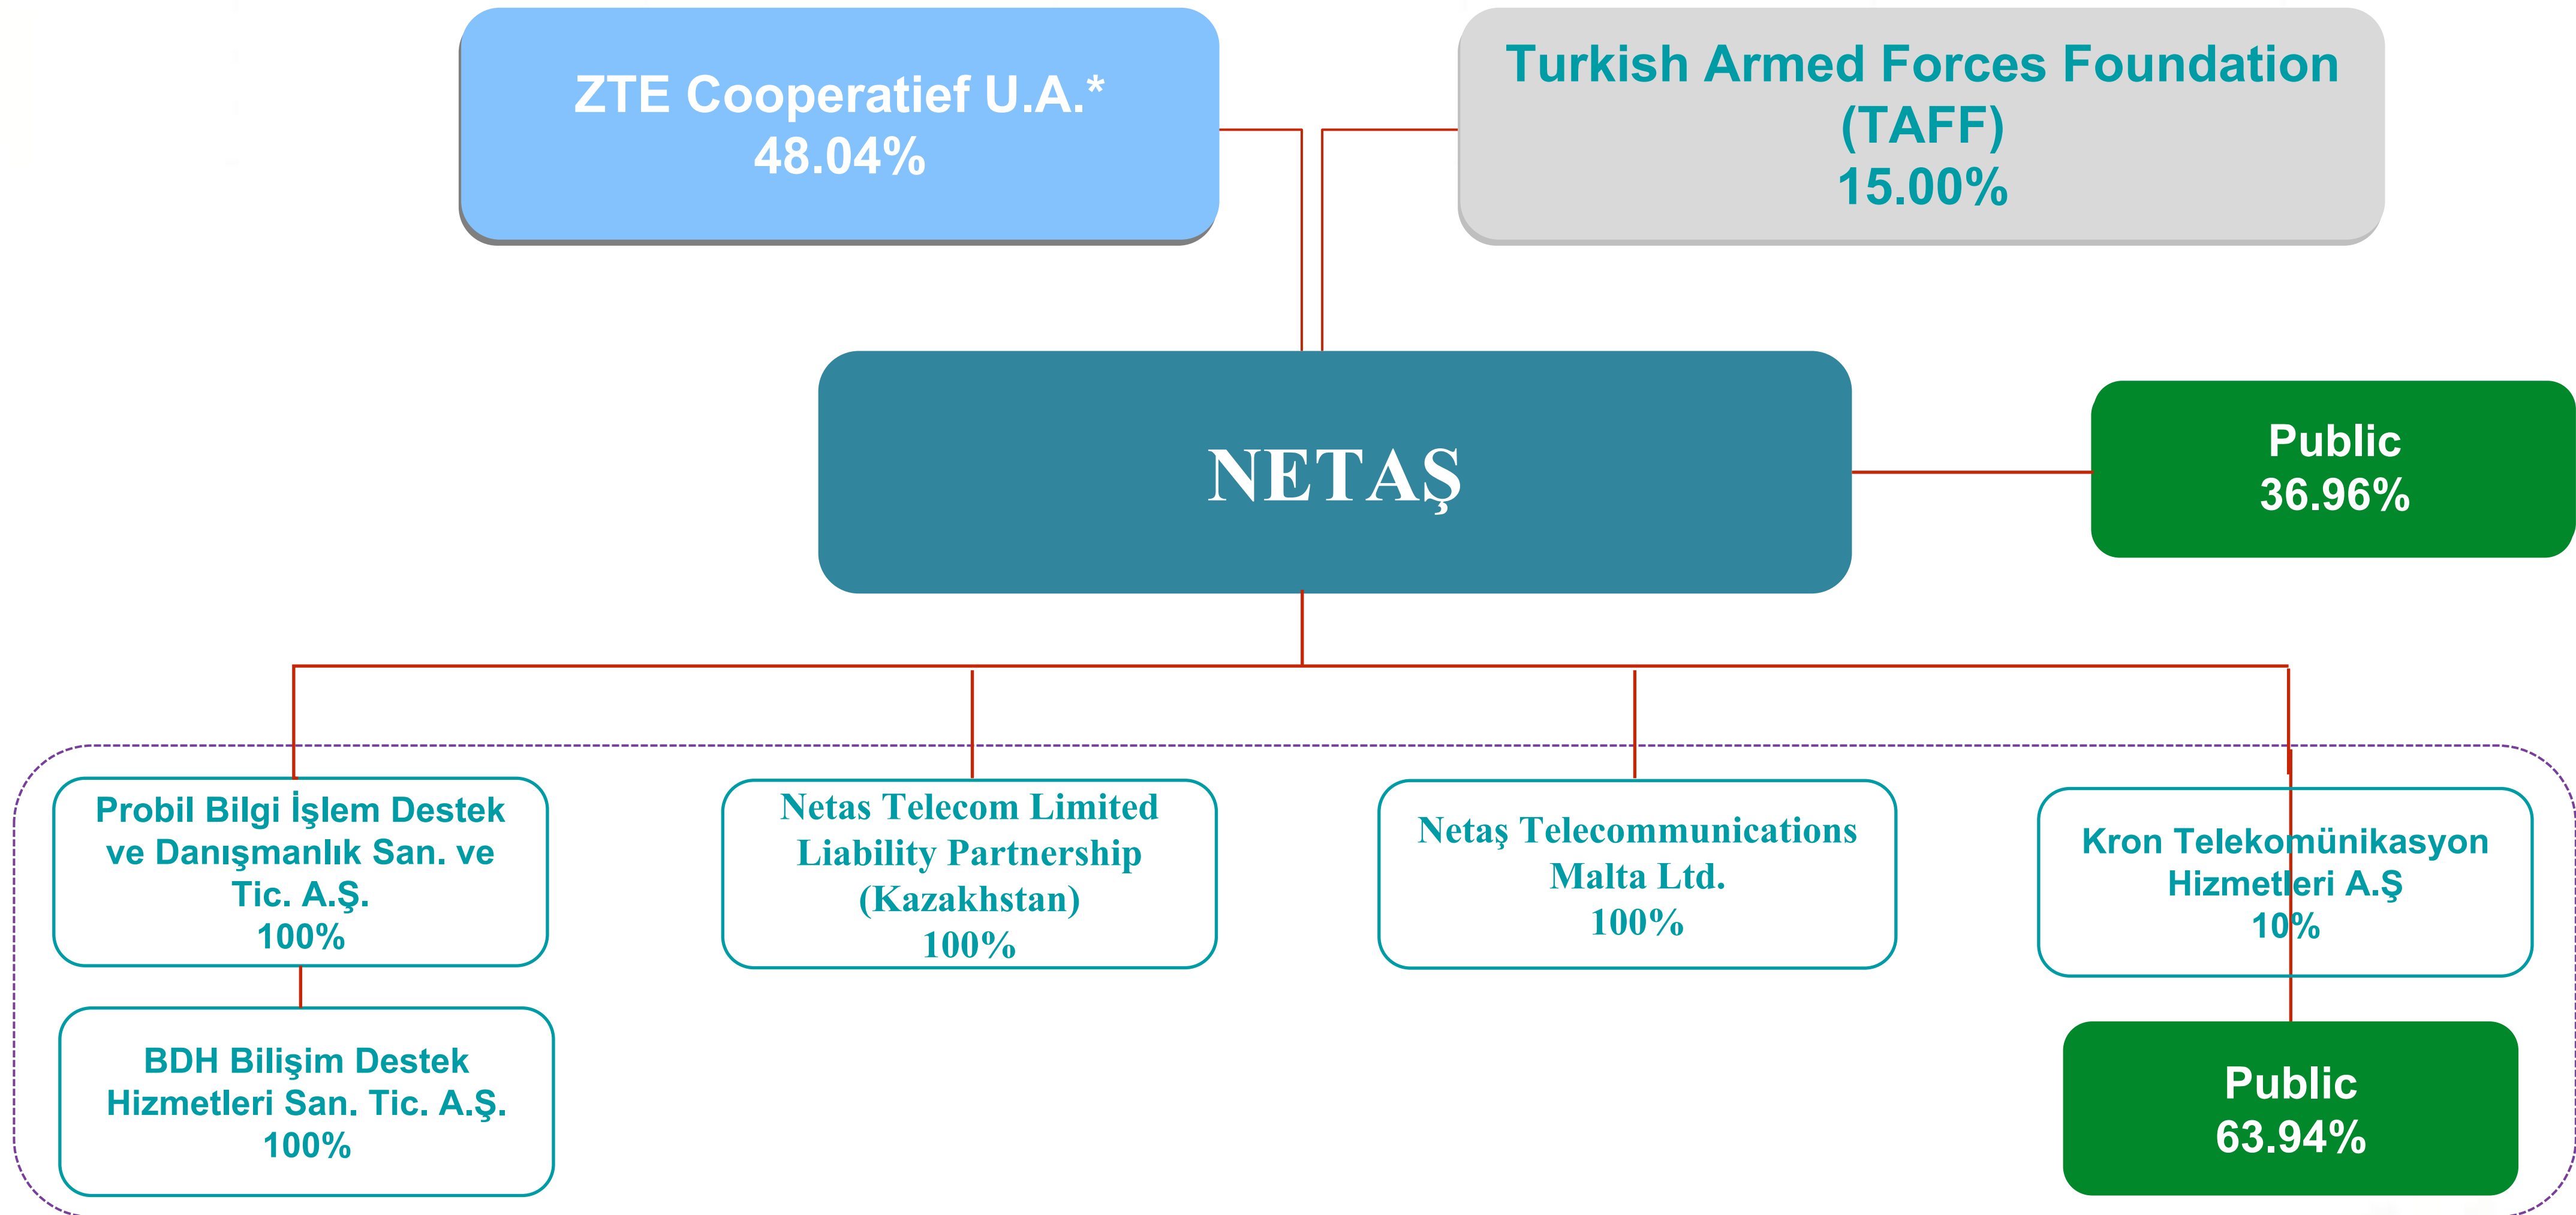 ZTE Cooperatief U.A.*
48.04%
Turkish Armed Forces Foundation
(TAFF)
15.00%
NETAŞ
Public
36.96%
Probil Bilgi İşlem Destek
ve Danışmanlık San. ve
Tic. A.Ş.
100%
Netas Telecom Limited
Liability Partnership
(Kazakhstan)
100%
Netaş Telecommunications
Malta Ltd.
100%
Kron Telekomünikasyon
Hizmetleri A.Ş
10%
BDH Bilişim Destek
Hizmetleri San. Tic. A.Ş.
100%
Public
63.94%